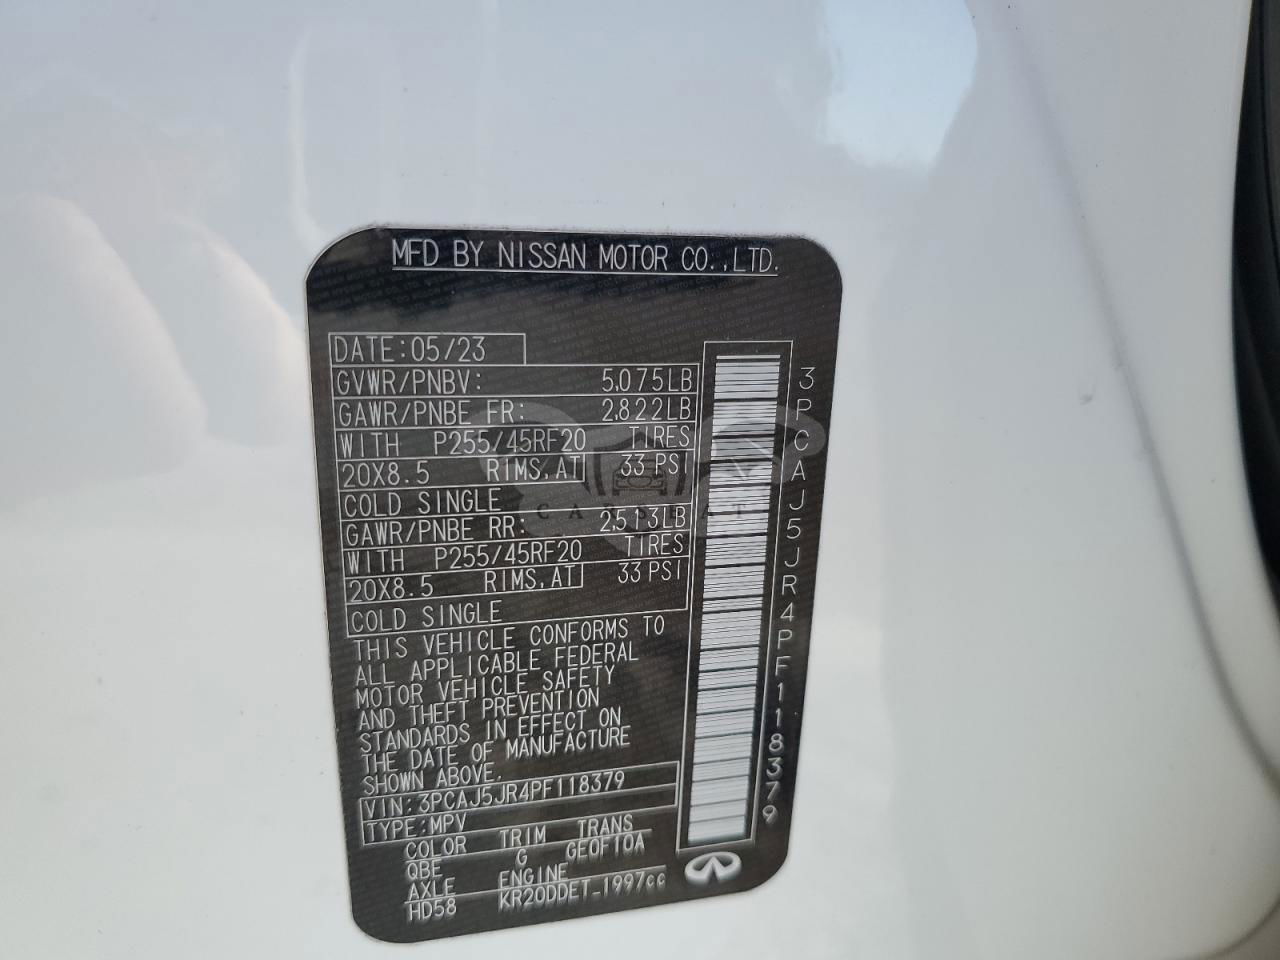 MFD BY NISSAN MOTOR CO.,LTD.
DATE:05/23
GVWR/PNBV: 5,075LB
GAWR/PNBE FR: 2,822LB
WITH P255/45RF20 TIRES
20X8.5 RIMS,AT 33 PSI
COLD SINGLE
GAWR/PNBE RR: 2,513LB
WITH P255/45RF20 TIRES
20X8.5 RIMS,AT 33 PSI
COLD SINGLE
THIS VEHICLE CONFORMS TO
ALL APPLICABLE FEDERAL
MOTOR VEHICLE SAFETY
AND THEFT PREVENTION
STANDARDS IN EFFECT ON
THE DATE OF MANUFACTURE
SHOWN ABOVE.
VIN:3PCAJ5JR4PF118379
TYPE:MPV
COLOR TRIM TRANS
QBE G GE0F10A
AXLE ENGINE
HD58 KR20DDET-1997cc
3PCAJ5JR4PF118379